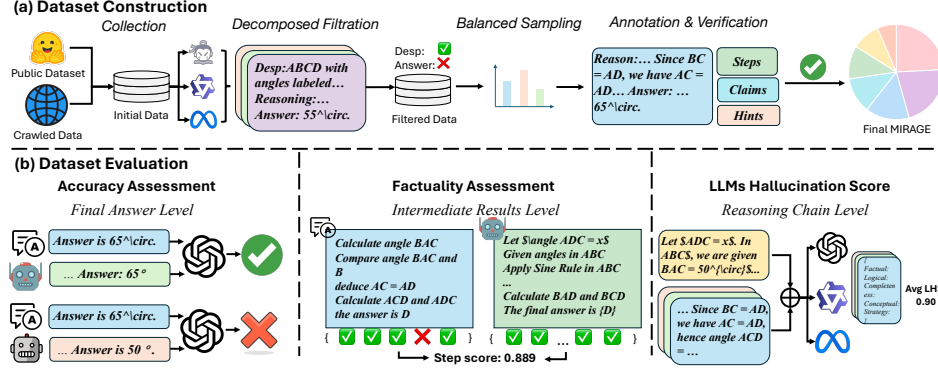 (a) Dataset Construction
Collection
Decomposed Filtration
Balanced Sampling
Annotation & Verification
Public Dataset
Crawled Data
Initial Data
Desp:ABCD with
angles labeled...
Reasoning:...
Answer: 55^\circ.
Desp:
Answer:
Filtered Data
Reason:... Since BC
= AD, we have AC =
AD... Answer: ...
65^\circ.
Steps
Claims
Hints
Final MIRAGE
(b) Dataset Evaluation
Accuracy Assessment
Final Answer Level
A
Answer is 65^\circ.
... Answer: 65°
A
Answer is 65^\circ.
... Answer is 50 °.
Factuality Assessment
Intermediate Results Level
A
Calculate angle BAC
Compare angle BAC and
B
deduce AC = AD
Calculate ACD and ADC
the answer is D
Let $\angle ADC = x$
Given angles in ABC
Apply Sine Rule in ABC
...
Calculate BAD and BCD
The final answer is {D}
{ }
{ ... }
Step score: 0.889
LLMs Hallucination Score
Reasoning Chain Level
Let $ADC = x$. In
ABC$, we are given
BAC = 50^{\circ}$...
... Since BC = AD,
we have AC = AD,
hence angle ACD
= ...
{
Factual:
Logical:
Completen
ess:
Conceptual:
Strategy:
}
Avg LH
0.90